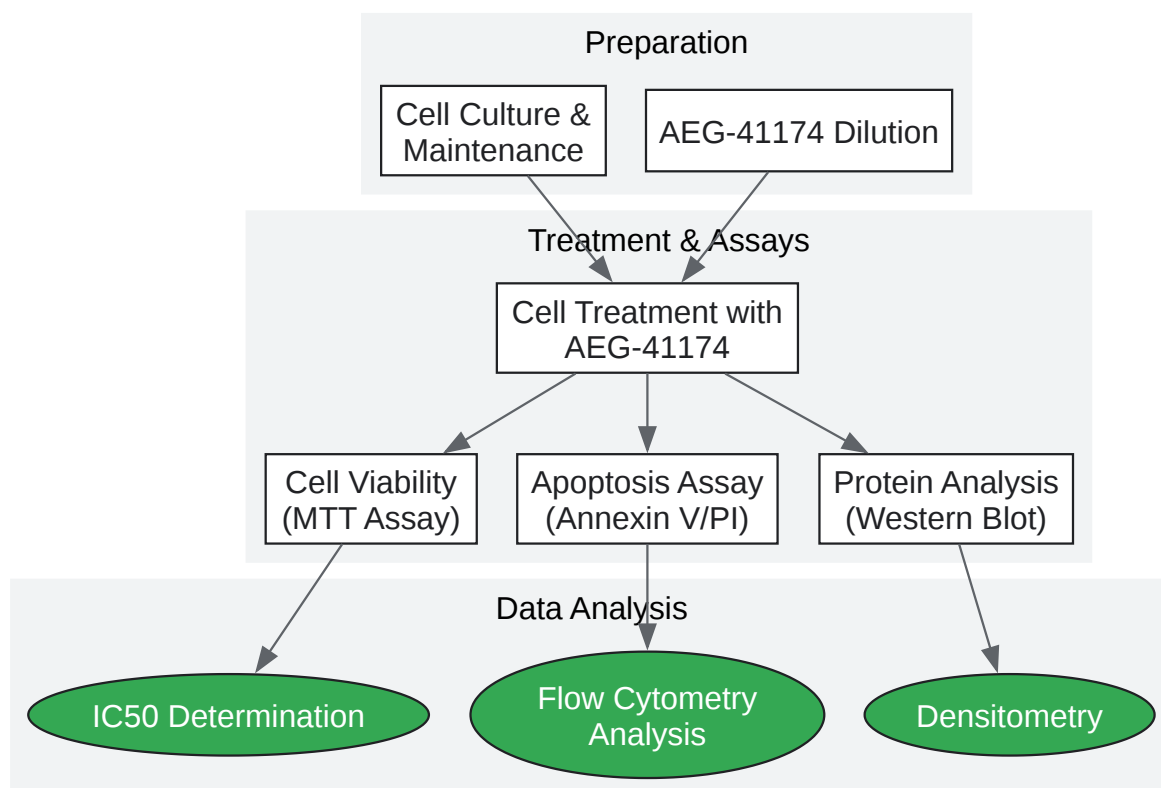 Preparation
Cell Culture &
Maintenance
AEG-41174 Dilution
Treatment & Assays
Cell Treatment with
AEG-41174
Cell Viability
(MTT Assay)
Apoptosis Assay
(Annexin V/PI)
Protein Analysis
(Western Blot)
Data Analysis
IC50 Determination
Flow Cytometry
Analysis
Densitometry